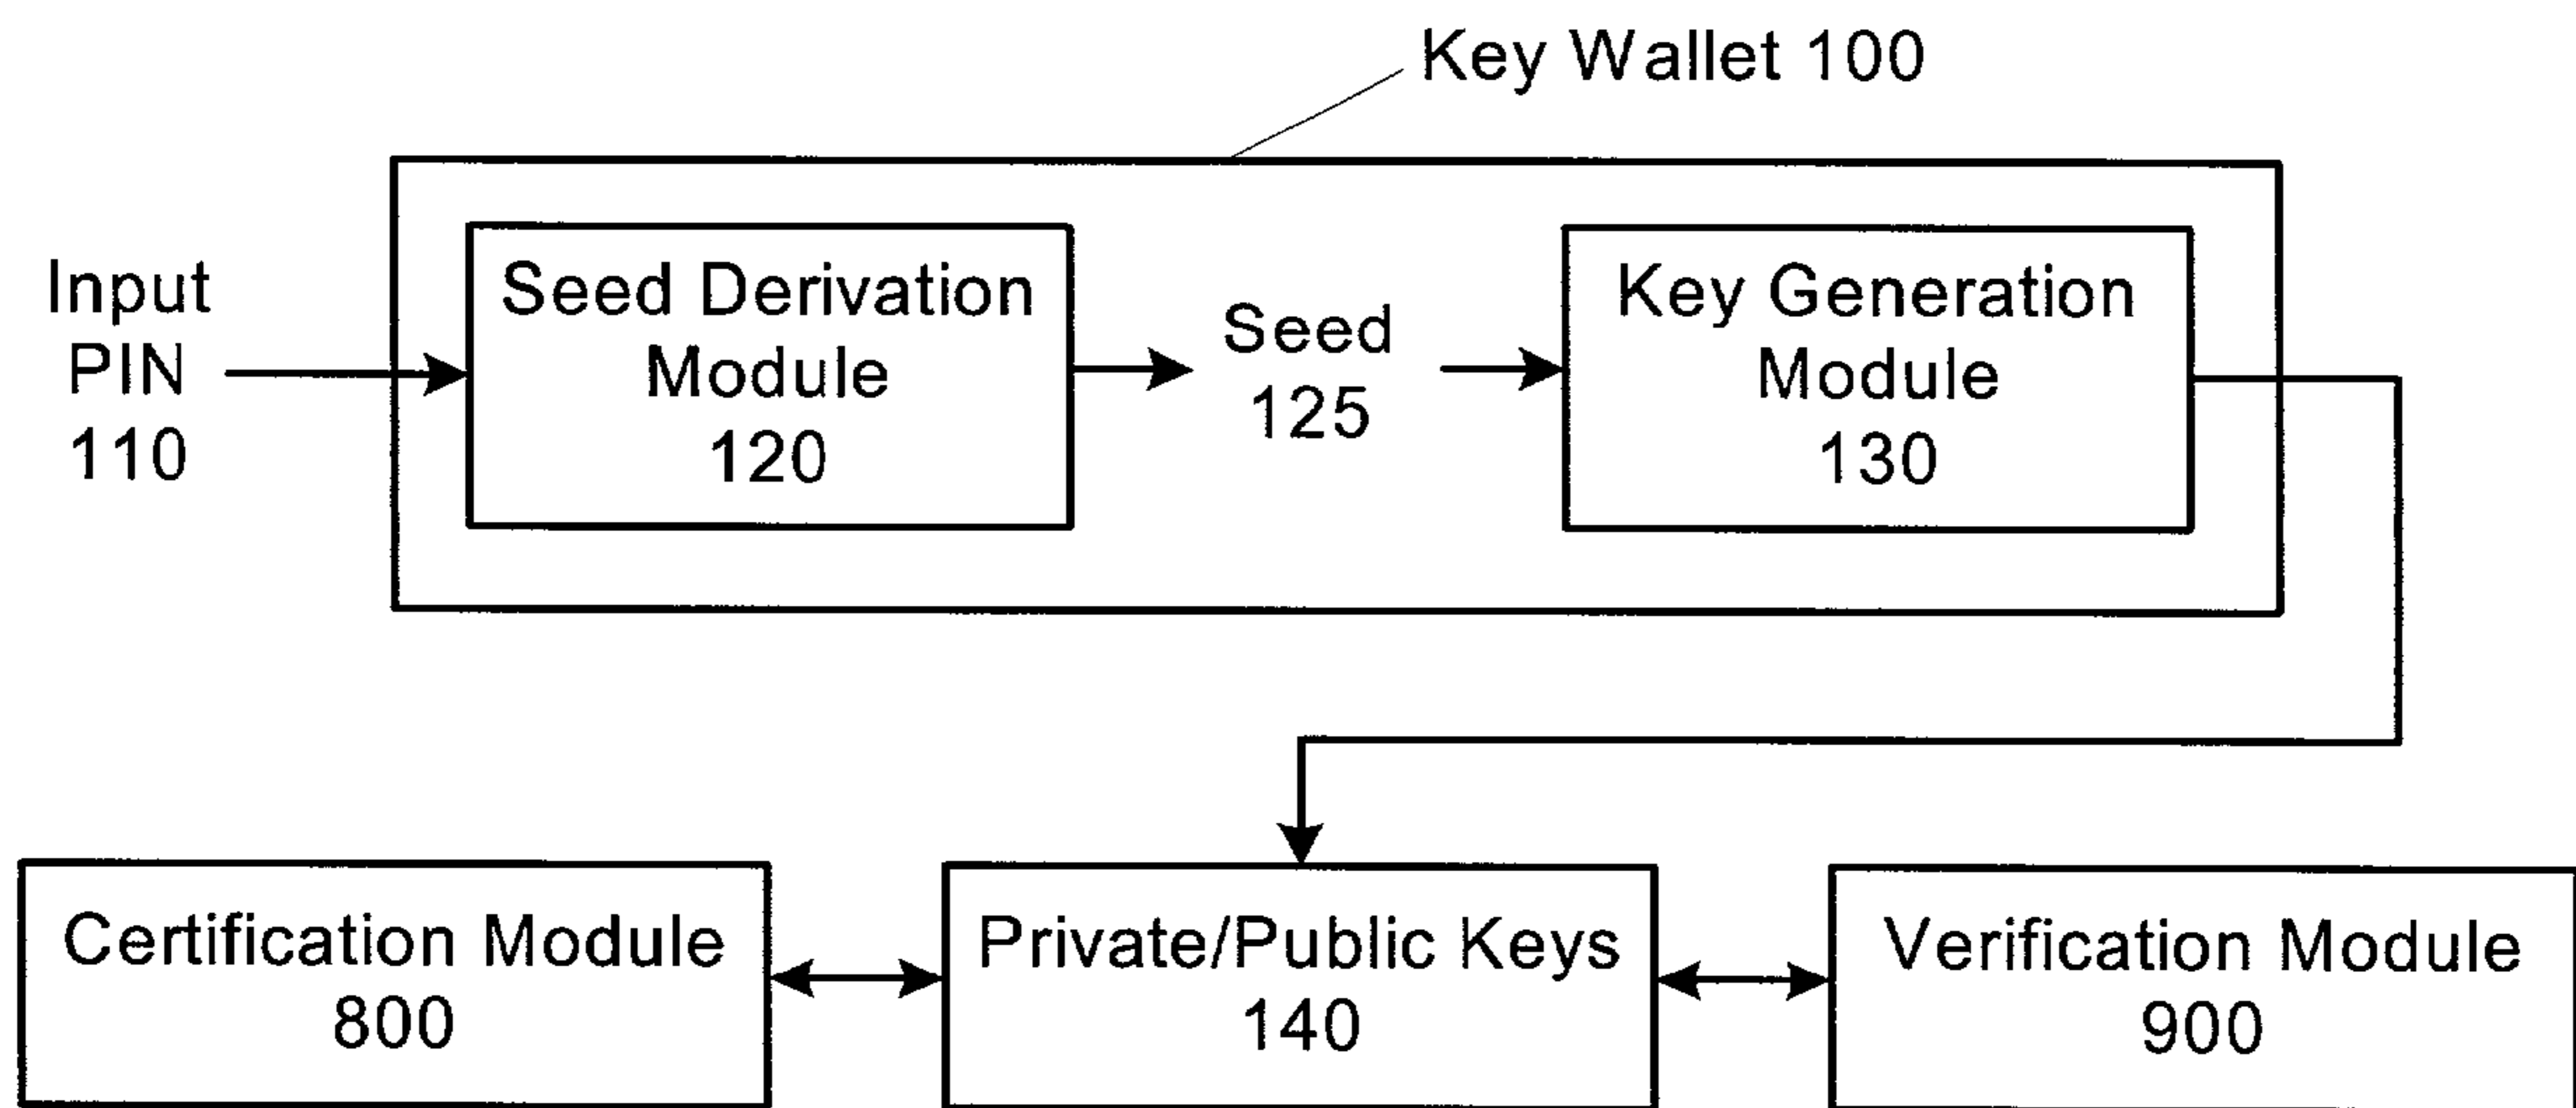 Key Wallet 100
Input
PIN
110
Seed Derivation
Module
120
Seed
125
Key Generation
Module
130
Certification Module
800
Private/Public Keys
140
Verification Module
900